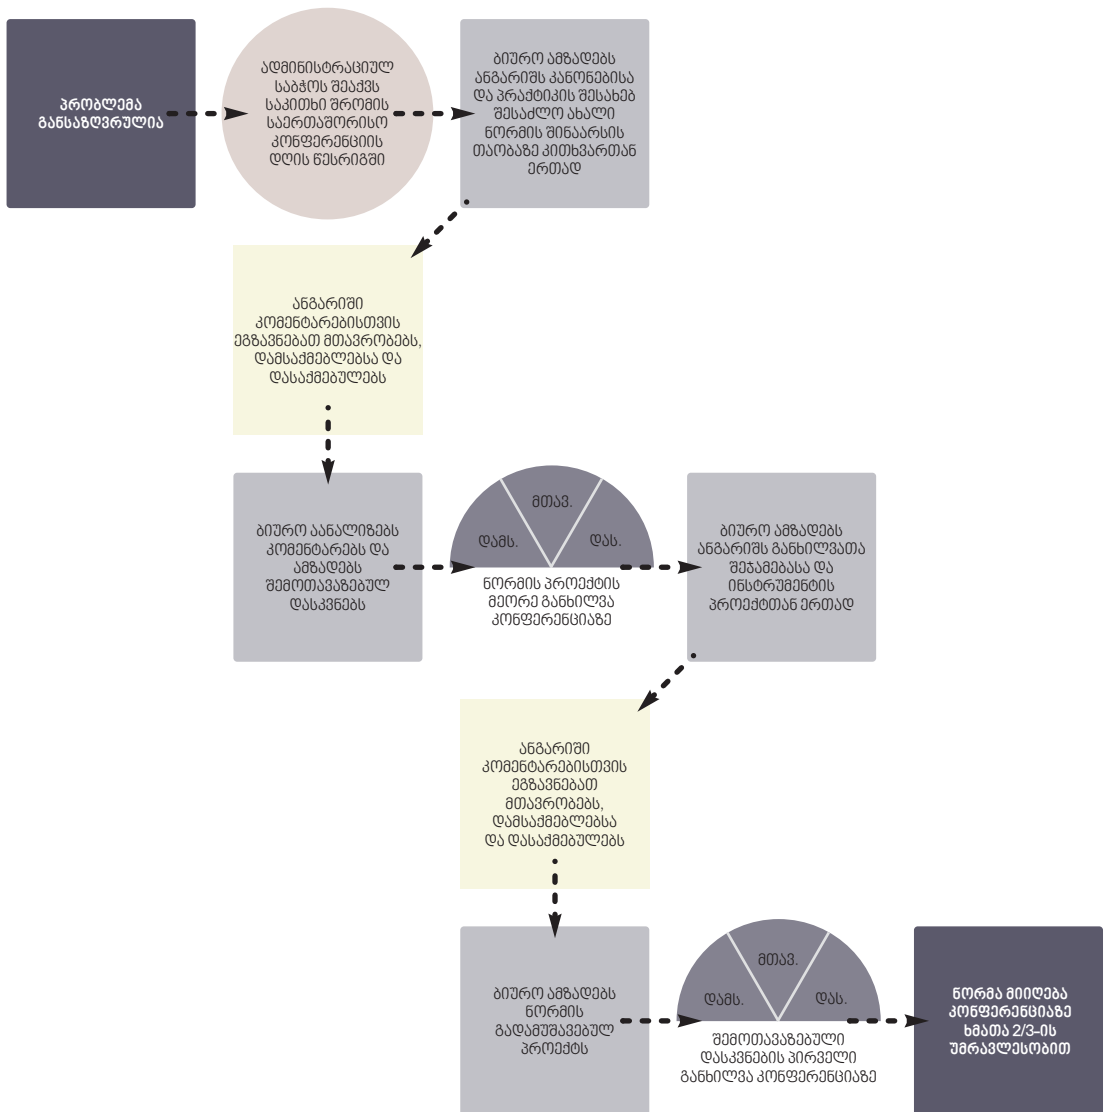 პრობლემა
განსაზღვრულია
ადმინისტრაციულ
საბჭოს შეაქვს
საკითხი შრომის
საერთაშორისო
კონფერენციის
დღის წესრიგში
ბიურო ამზადებს
ანგარიშს კანონებისა
და პრაქტიკის შესახებ
შესაძლო ახალი
ნორმის შინაარსის
თაობაზე კითხვართან
ერთად
ანგარიში
კომენტარებისთვის
ეგზავნებათ მთავრობებს,
დამსაქმებლებსა და
დასაქმებულებს
ბიურო აანალიზებს
კომენტარებს და
ამზადებს
შემოთავაზებულ
დასკვნებს
დამს.
მთავ.
დას.
ნორმის პროექტის
მეორე განხილვა
კონფერენციაზე
ბიურო ამზადებს
ანგარიშს განხილვათა
შეჯამებასა და
ინსტრუმენტის
პროექტთან ერთად
ანგარიში
კომენტარებისთვის
ეგზავნებათ
მთავრობებს,
დამსაქმებლებსა
და დასაქმებულებს
ბიურო ამზადებს
ნორმის
გადამუშავებულ
პროექტს
დამს.
მთავ.
დას.
შემოთავაზებული
დასკვნების პირველი
განხილვა კონფერენციაზე
ნორმა მიიღება
კონფერენციაზე
ხმათა 2/3-ის
უმრავლესობით